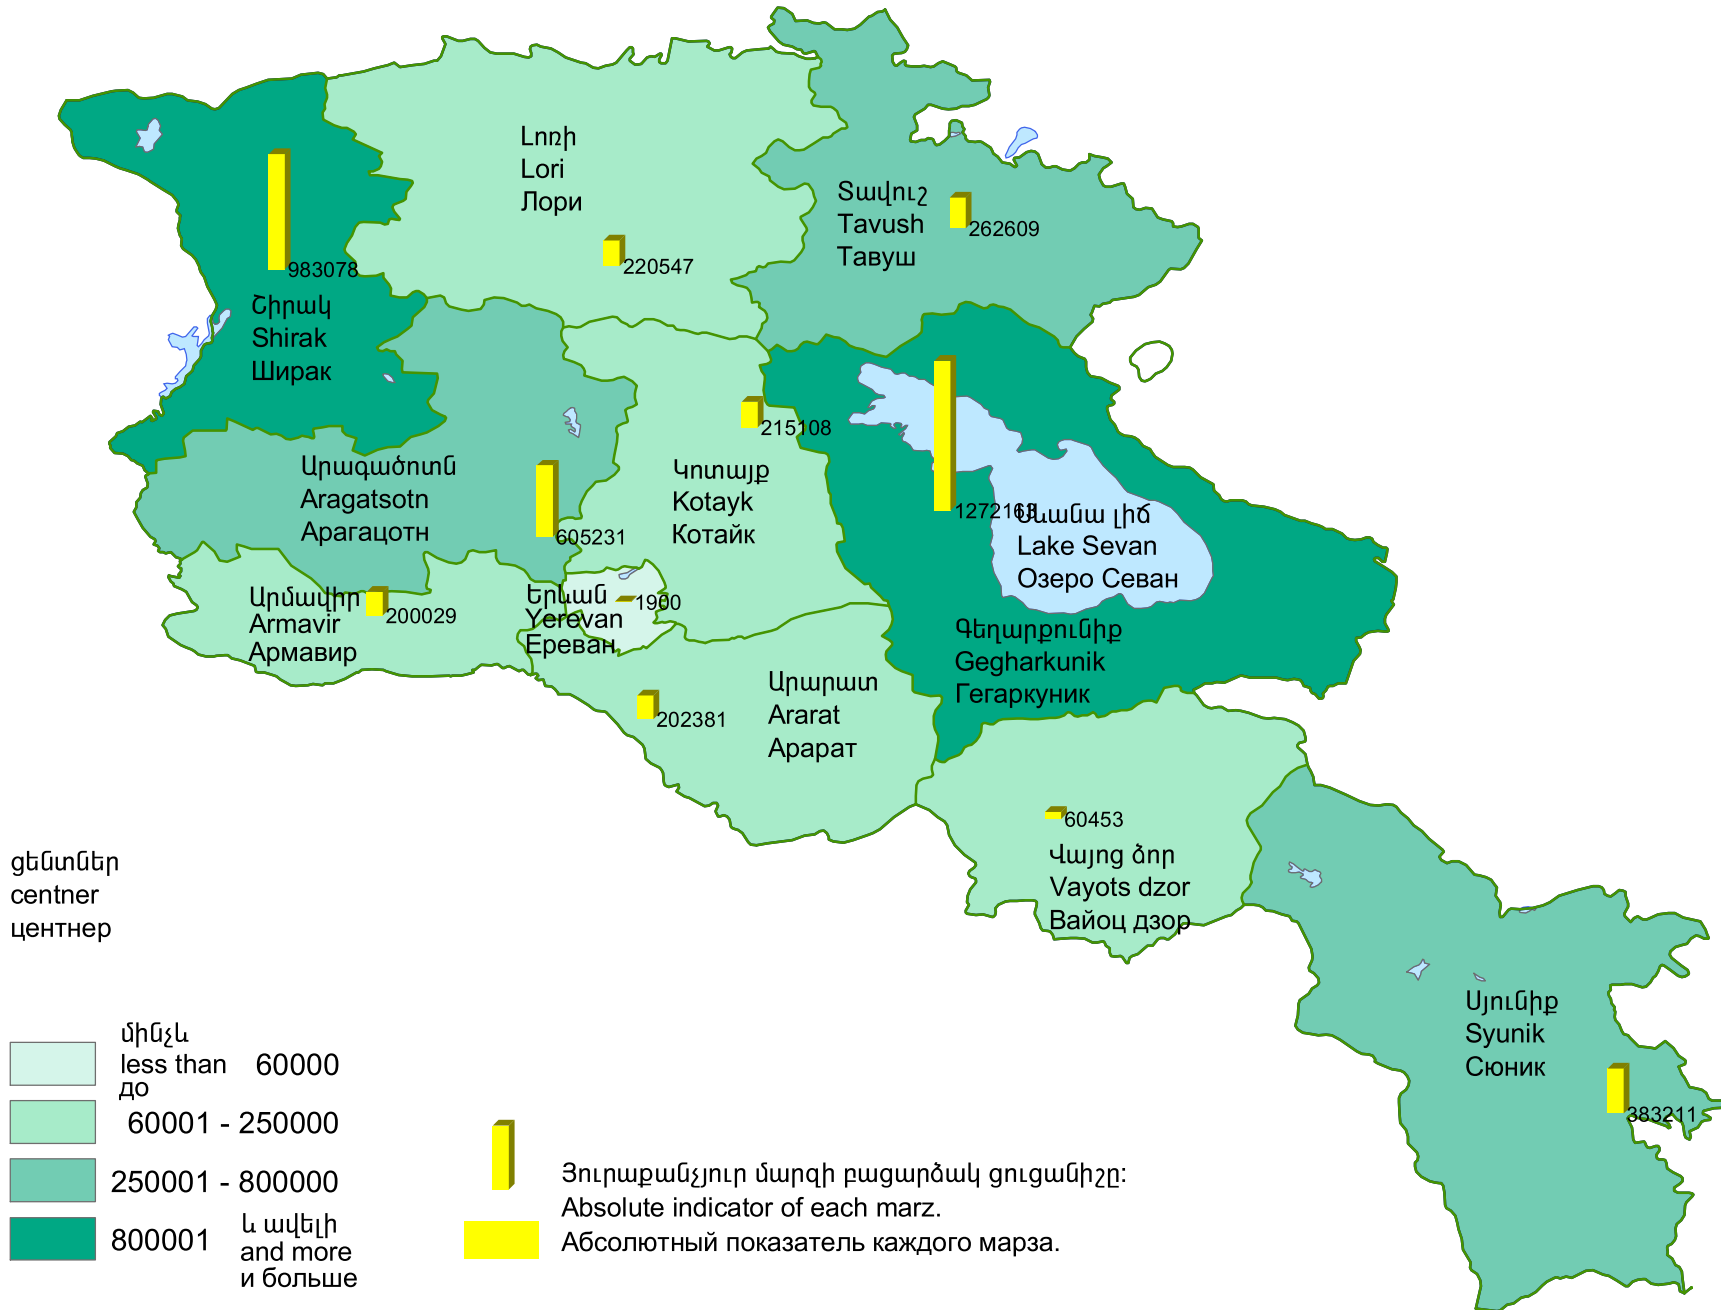 Լոռի
Lori
Лори
220547
Տավուշ
Tavush
Тавуш
262609
983078
Շիրակ
Shirak
Ширак
215108
Կոտայք
Kotayk
Котайк
Արագածոտն
Aragatsotn
Арагацотн
605231
1272163
Սևանա լիճ
Lake Sevan
Озеро Севан
Արմավիր
Armavir
Армавир
200029
Երևան
Yerevan
Ереван
1900
Գեղարքունիք
Gegharkunik
Гегаркуник
Արարատ
Ararat
Арарат
202381
60453
Վայոց ձոր
Vayots dzor
Вайоц дзор
Սյունիք
Syunik
Сюник
383211
ցենտներ
centner
центнер
մինչև
less than 60000
до
60001 - 250000
250001 - 800000
800001 և ավելի
and more
и больше
Յուրաքանչյուր մարզի բացարձակ ցուցանիշը:
Absolute indicator of each marz.
Абсолютный показатель каждого марза.